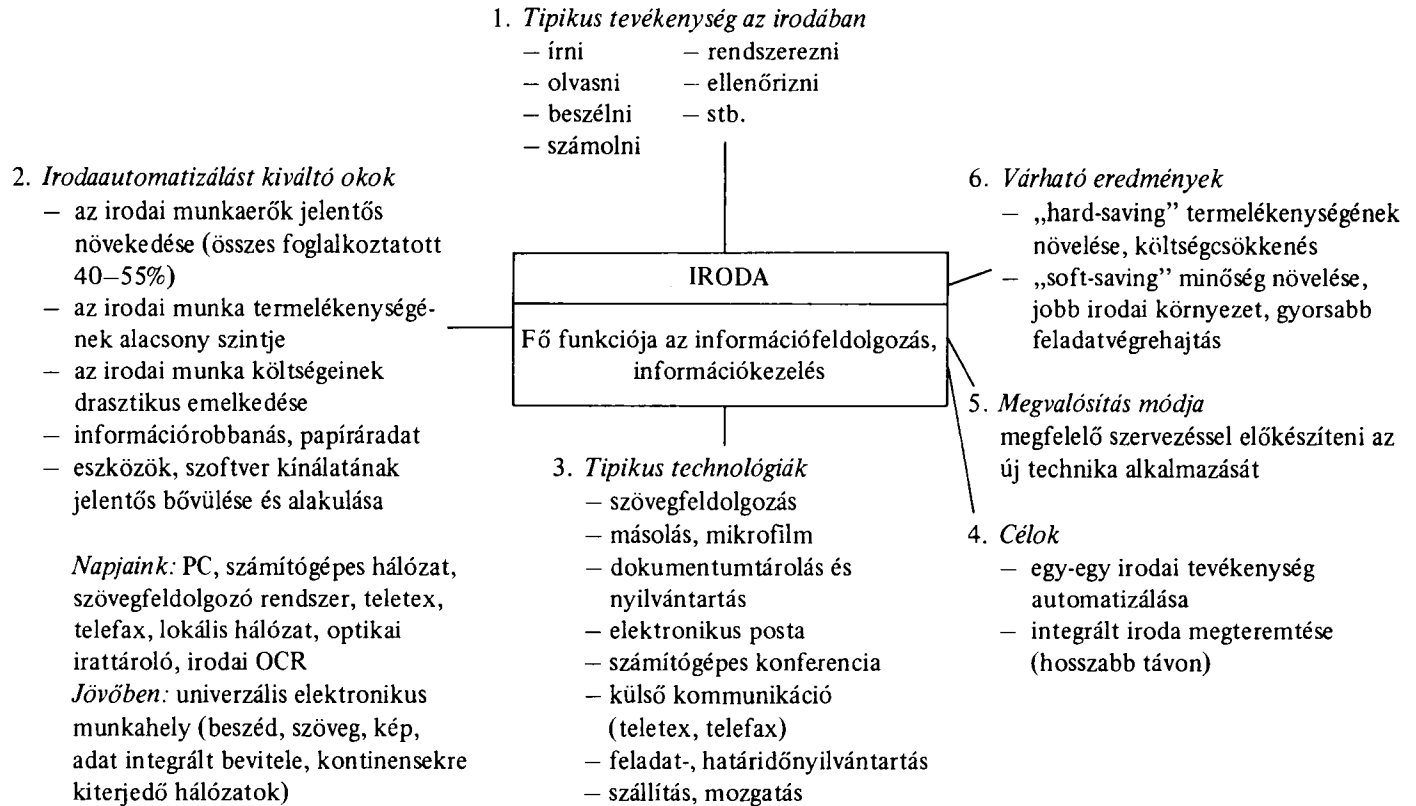 1. Tipikus tevékenység az irodában
– írni – rendszerezni
– olvasni – ellenőrizni
– beszélni – stb.
– számolni
2. Irodaautomatizálást kiváltó okok
– az irodai munkaerők jelentős
növekedése (összes foglalkoztatott
40–55%)
– az irodai munka termelékenységé-
nek alacsony szintje
– az irodai munka költségeinek
drasztikus emelkedése
– információrobbanás, papíráradat
– eszközök, szoftver kínálatának
jelentős bővülése és alakulása
Napjaink: PC, számítógépes hálózat,
szövegfeldolgozó rendszer, teletex,
telefax, lokális hálózat, optikai
irattároló, irodai OCR
Jövőben: univerzális elektronikus
munkahely (beszéd, szöveg, kép,
adat integrált bevitele, kontinensekre
kiterjedő hálózatok)
IRODA
Fő funkciója az információfeldolgozás,
információkezelés
3. Tipikus technológiák
– szövegfeldolgozás
– másolás, mikrofilm
– dokumentumtárolás és
nyilvántartás
– elektronikus posta
– számítógépes konferencia
– külső kommunikáció
(teletex, telefax)
– feladat-, határidőnyilvántartás
– szállítás, mozgatás
6. Várható eredmények
– „hard-saving” termelékenységének
növelése, költségcsökkenés
– „soft-saving” minőség növelése,
jobb irodai környezet, gyorsabb
feladatvégrehajtás
5. Megvalósítás módja
megfelelő szervezéssel előkészíteni az
új technika alkalmazását
4. Célok
– egy-egy irodai tevékenység
automatizálása
– integrált iroda megteremtése
(hosszabb távon)